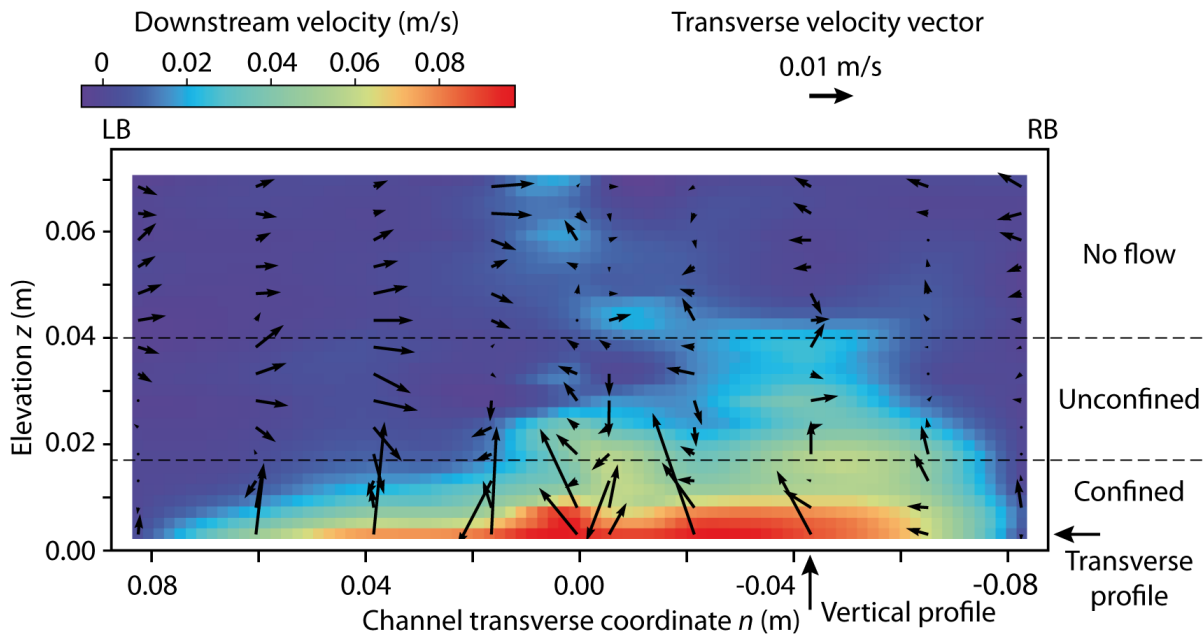 Downstream velocity (m/s)
Transverse velocity vector
0 0.02 0.04 0.06 0.08
0.01 m/s
LB
RB
0.06
0.04
0.02
0.00
Elevation z (m)
No flow
Unconfined
Confined
Transverse
profile
0.08 0.04 0.00 -0.04 -0.08
Channel transverse coordinate n (m)
Vertical profile